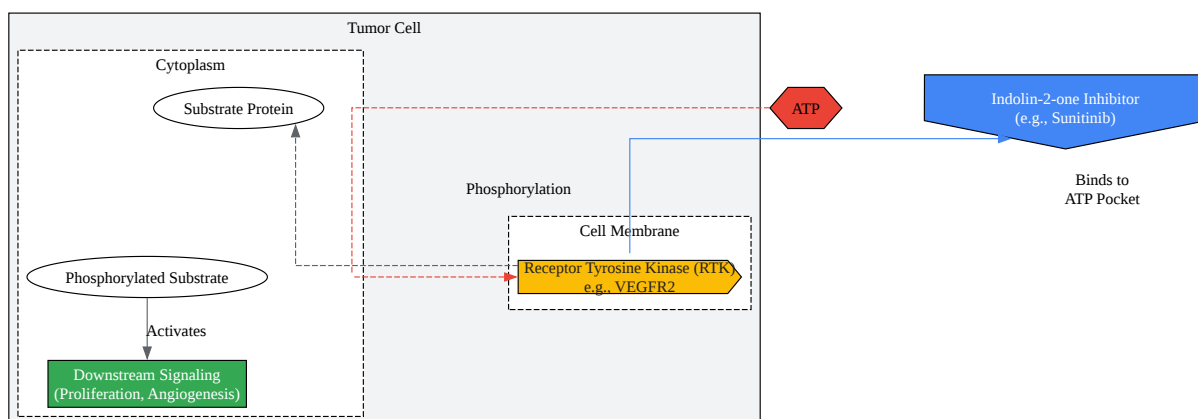 Tumor Cell
Cytoplasm
Substrate Protein
ATP
Indolin-2-one Inhibitor
(e.g., Sunitinib)
Phosphorylation
Binds to
ATP Pocket
Cell Membrane
Receptor Tyrosine Kinase (RTK)
e.g., VEGFR2
Phosphorylated Substrate
Activates
Downstream Signaling
(Proliferation, Angiogenesis)